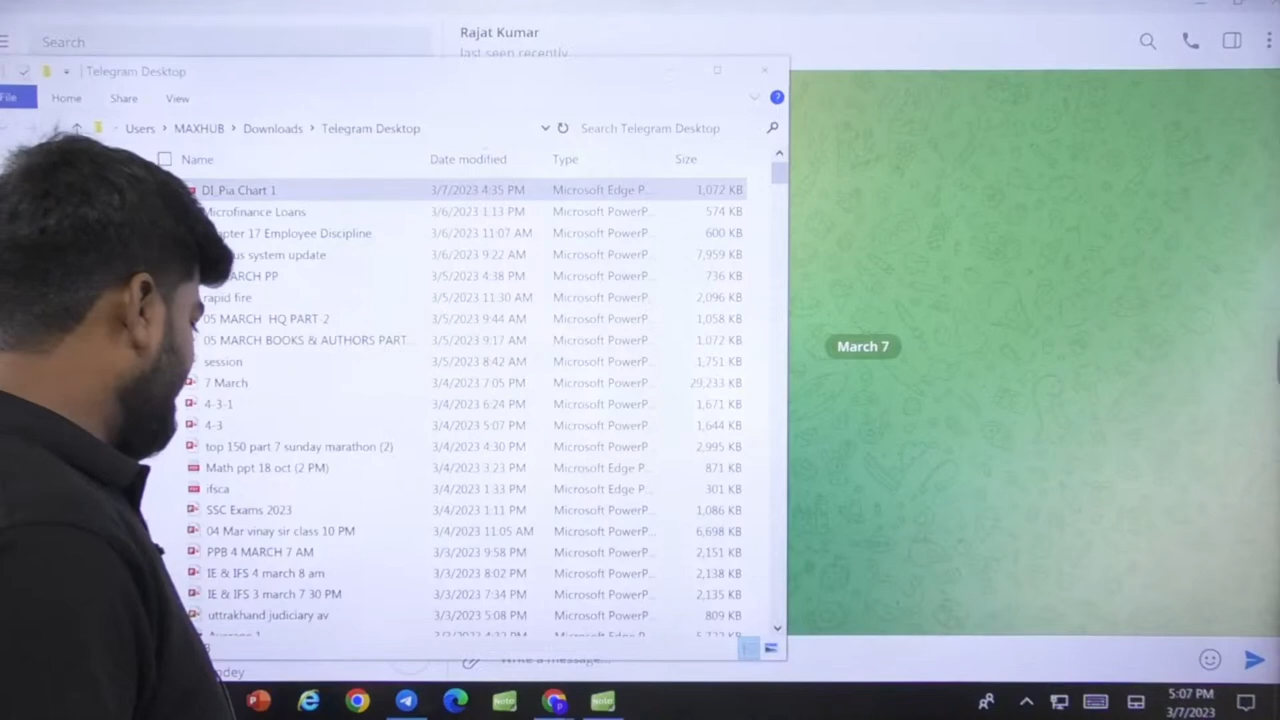 Search
Rajat Kumar
last seen recently
Telegram Desktop
File Home Share View
Users > MAXHUB > Downloads > Telegram Desktop
Search Telegram Desktop
Name Date modified Type Size
DI Pia Chart 1 3/7/2023 4:35 PM Microsoft Edge P... 1,072 KB
Microfinance Loans 3/6/2023 1:13 PM Microsoft PowerP... 574 KB
apter 17 Employee Discipline 3/6/2023 11:07 AM Microsoft PowerP... 600 KB
us system update 3/6/2023 9:22 AM Microsoft PowerP... 7,959 KB
ARCH PP 3/5/2023 4:38 PM Microsoft PowerP... 736 KB
rapid fire 3/5/2023 11:30 AM Microsoft PowerP... 2,096 KB
05 MARCH HQ PART-2 3/5/2023 9:44 AM Microsoft PowerP... 1,058 KB
05 MARCH BOOKS & AUTHORS PART... 3/5/2023 9:17 AM Microsoft PowerP... 1,072 KB
session 3/5/2023 8:42 AM Microsoft PowerP... 1,751 KB
7 March 3/4/2023 7:05 PM Microsoft PowerP... 29,233 KB
4-3-1 3/4/2023 6:24 PM Microsoft PowerP... 1,671 KB
4-3 3/4/2023 5:07 PM Microsoft PowerP... 1,644 KB
top 150 part 7 sunday marathon (2) 3/4/2023 4:30 PM Microsoft PowerP... 2,995 KB
Math ppt 18 oct (2 PM) 3/4/2023 3:23 PM Microsoft Edge P... 871 KB
ifsca 3/4/2023 1:33 PM Microsoft Edge P... 301 KB
SSC Exams 2023 3/4/2023 1:11 PM Microsoft PowerP... 1,086 KB
04 Mar vinay sir class 10 PM 3/4/2023 11:05 AM Microsoft PowerP... 6,698 KB
PPB 4 MARCH 7 AM 3/3/2023 9:58 PM Microsoft PowerP... 2,151 KB
IE & IFS 4 march 8 am 3/3/2023 8:02 PM Microsoft PowerP... 2,138 KB
IE & IFS 3 march 7 30 PM 3/3/2023 7:34 PM Microsoft PowerP... 2,135 KB
uttrakhand judiciary av 3/3/2023 5:08 PM Microsoft PowerP... 809 KB
March 7
Write a message...
ndey
Note
Note
5:07 PM
3/7/2023